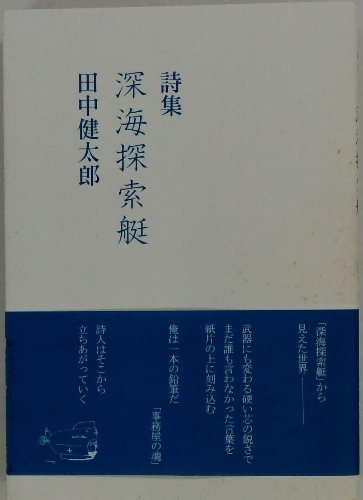 詩集
深海探索艇
田中健太郎
「深海探索艇」から
見えた世界――
武器にも変わる硬い芯の鋭さで
まだ誰も言わなかった言葉を
紙片の上に刻み込む
俺は一本の鉛筆だ
「事務屋の魂」
詩人はそこから
立ちあがっていく